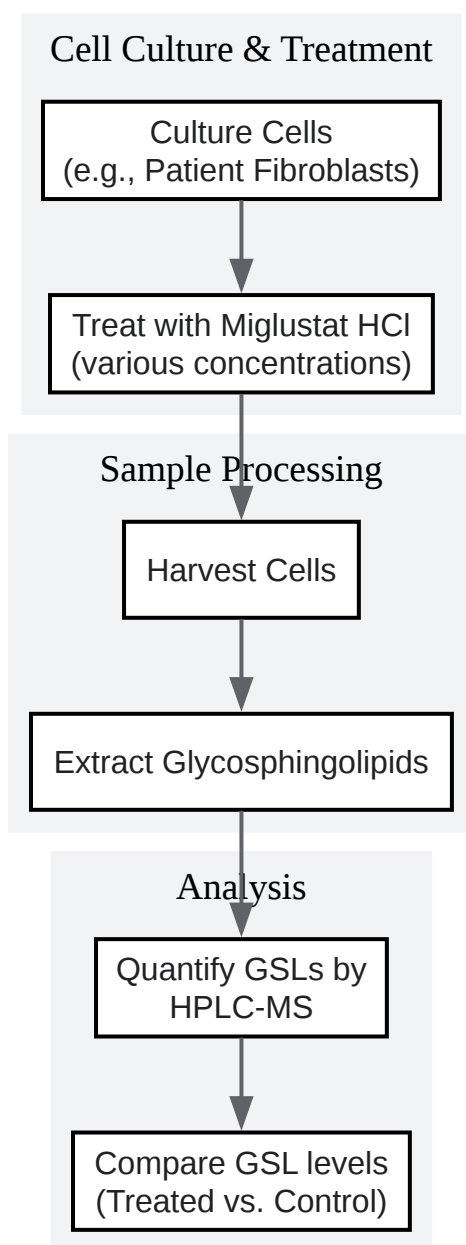 Cell Culture & Treatment
Culture Cells
(e.g., Patient Fibroblasts)
Treat with Miglustat HCl
(various concentrations)
Sample Processing
Harvest Cells
Extract Glycosphingolipids
Analysis
Quantify GSLs by
HPLC-MS
Compare GSL levels
(Treated vs. Control)